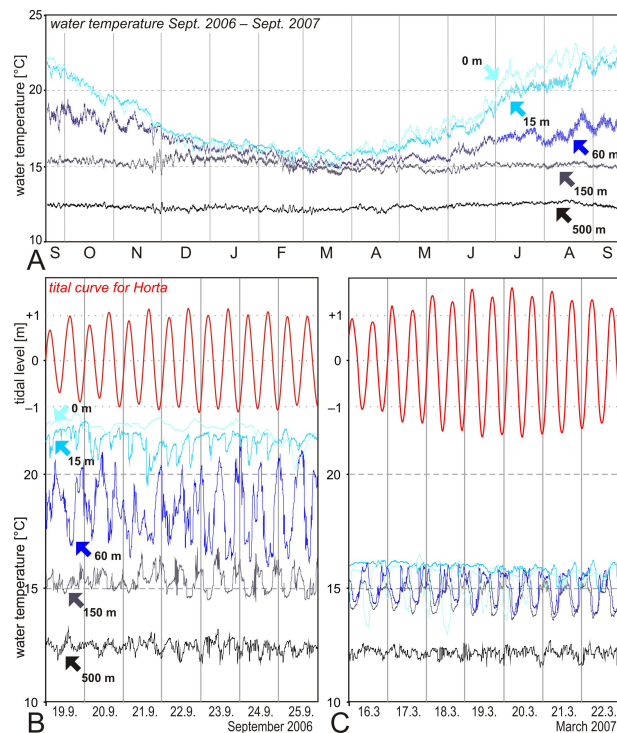 25
water temperature Sept. 2006 – Sept. 2007
0 m
20
15 m
60 m
15
150 m
500 m
10
water temperature [°C]
A
S O N D J F M A M J J A S
tital curve for Horta
+1
0
−1
tidal level [m]
0 m
15 m
20
60 m
15
150 m
500 m
10
water temperature [°C]
B
19.9. 20.9. 21.9. 22.9. 23.9. 24.9. 25.9.
September 2006
+1
0
−1
20
15
10
C
16.3 17.3. 18.3. 19.3. 20.3. 21.3. 22.3.
March 2007